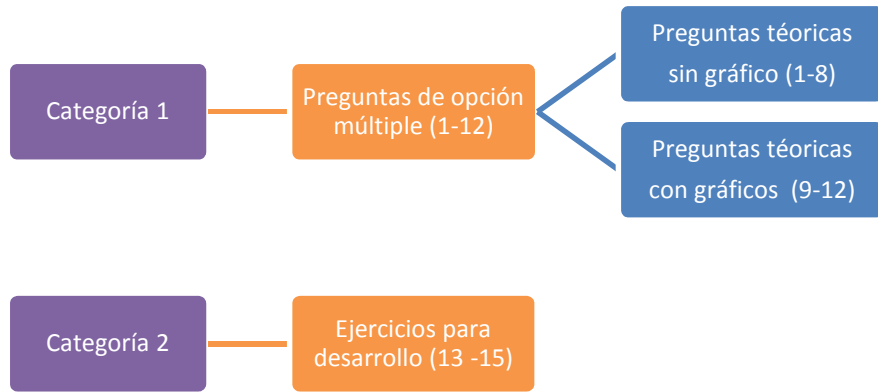 Categoría 1
Preguntas de opción
múltiple (1-12)
Preguntas téoricas
sin gráfico (1-8)
Preguntas téoricas
con gráficos (9-12)
Categoría 2
Ejercicios para
desarrollo (13 -15)